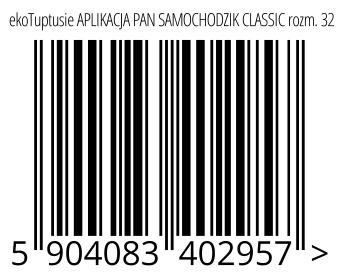 ekoTuptusie APLIKACJA PAN SAMOCHODZIK CLASSIC rozm. 32
5 904083 402957 >